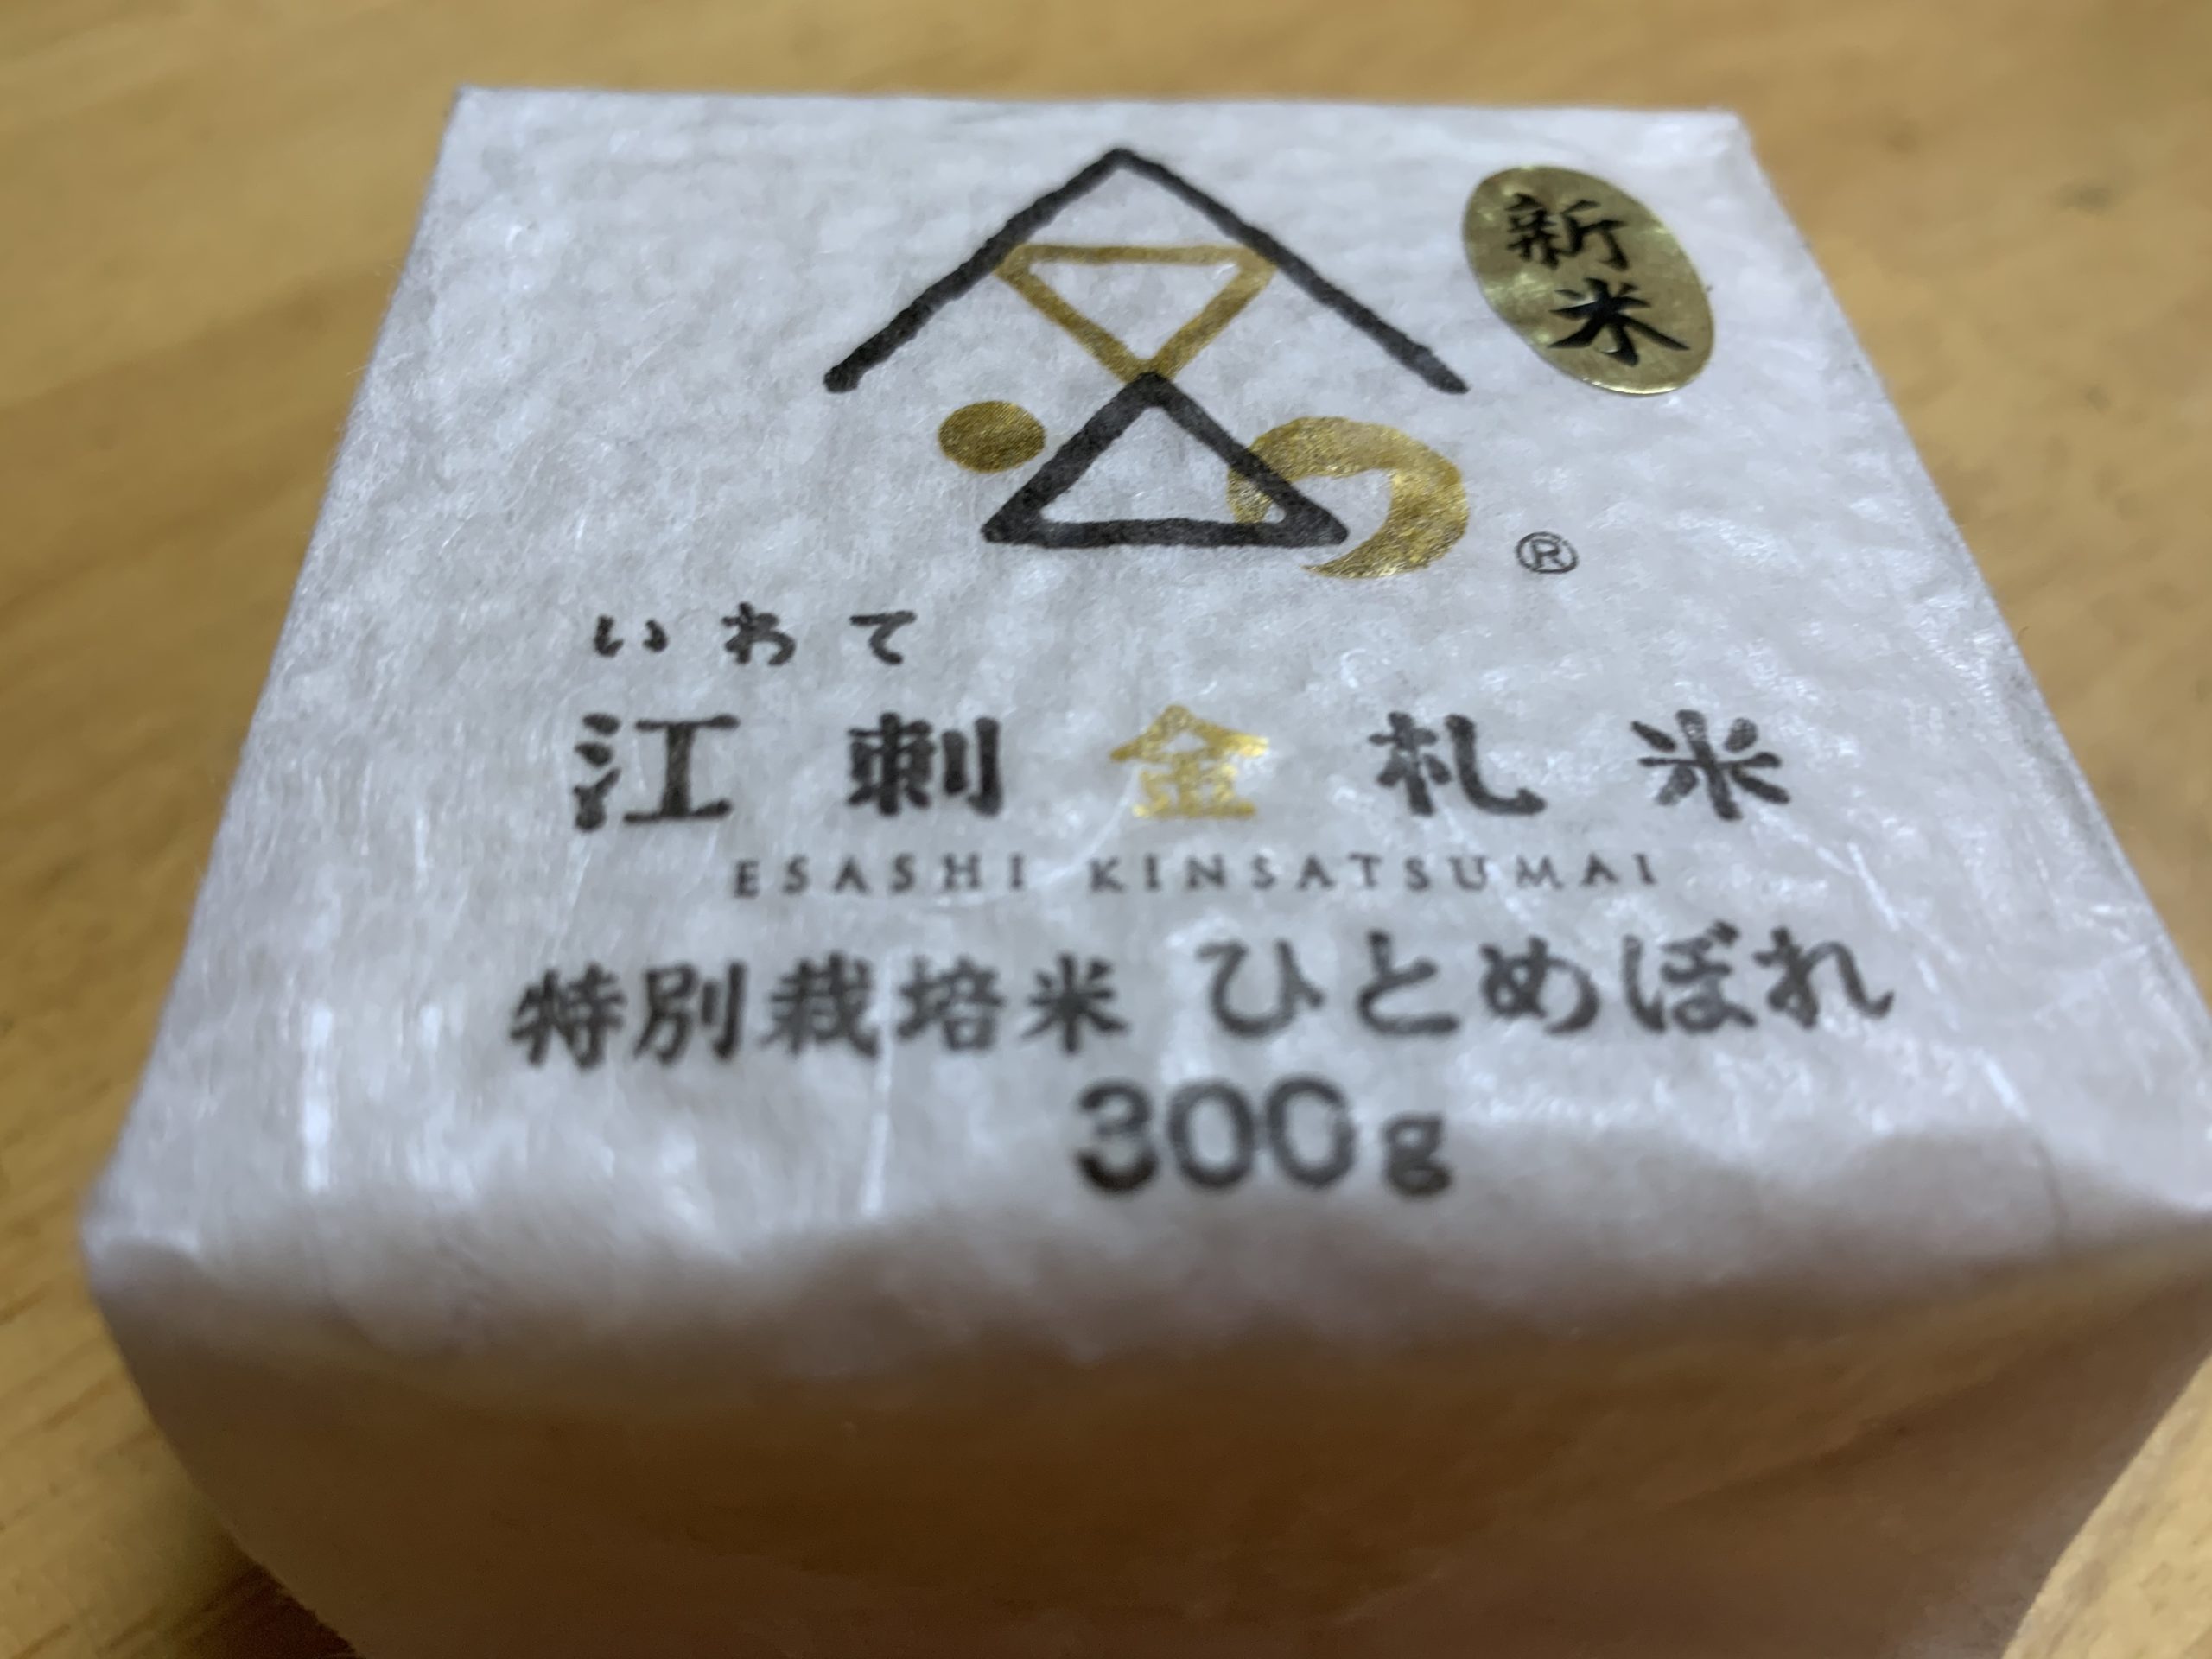 新米
®
いわて
江刺金札米
ESASHI KINSATSUMAI
特別栽培米 ひとめぼれ
300g